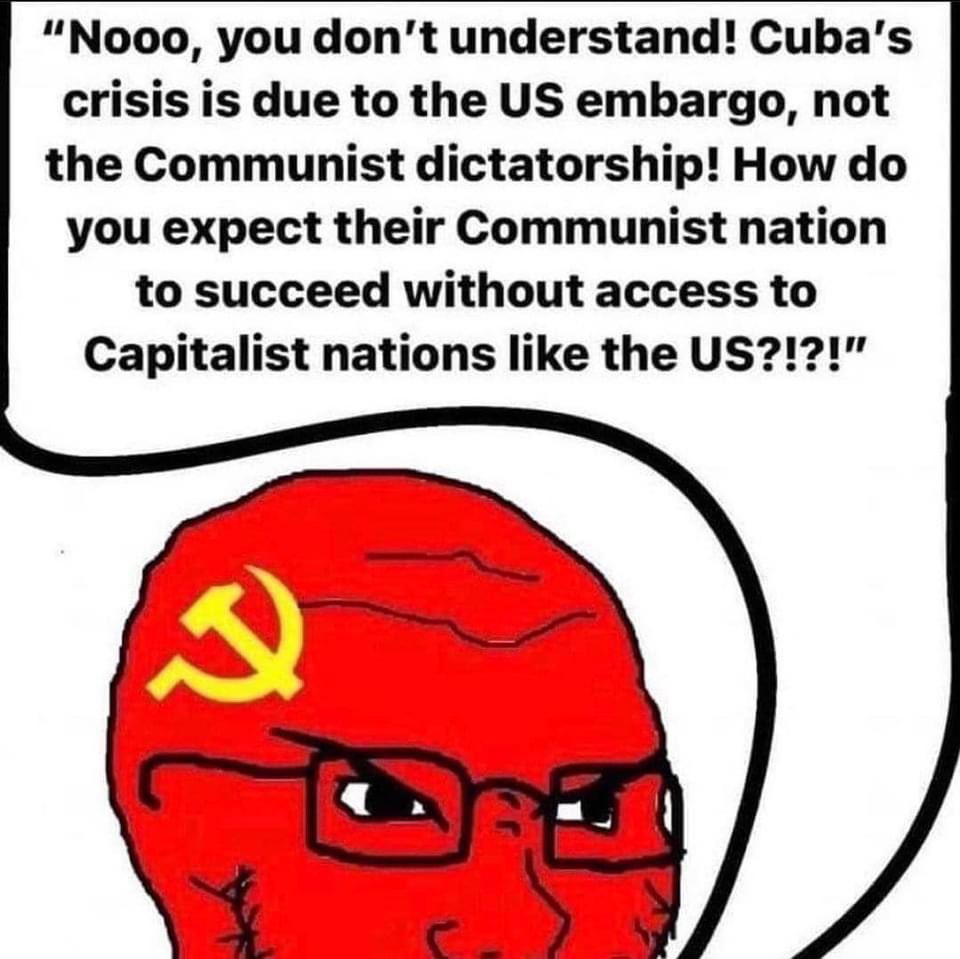 “Nooo, you don’t understand! Cuba’s
crisis is due to the US embargo, not
the Communist dictatorship! How do
you expect their Communist nation
to succeed without access to
Capitalist nations like the US?!?!”